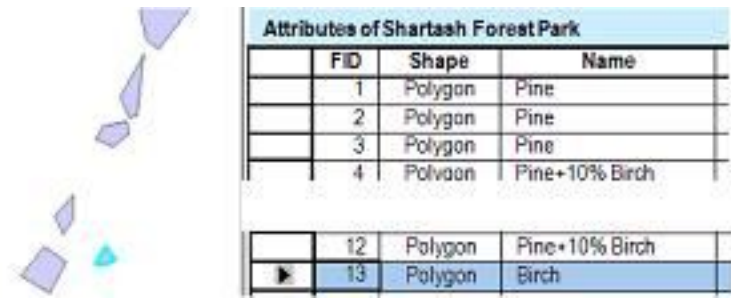 Attributes of Shartash Forest Park
FID Shape Name
1 Polygon Pine
2 Polygon Pine
3 Polygon Pine
4 Polygon Pine+10% Birch
12 Polygon Pine+10% Birch
13 Polygon Birch